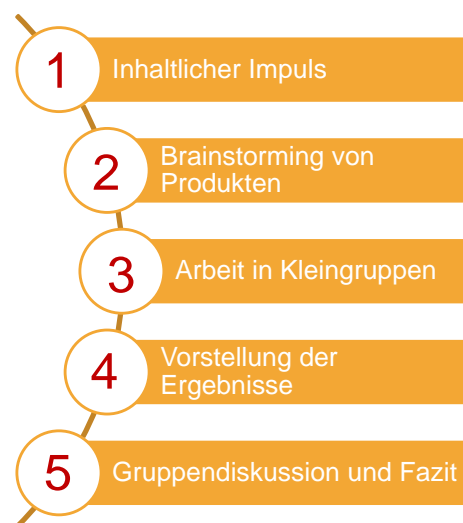 1
Inhaltlicher Impuls
2
Brainstorming von
Produkten
3
Arbeit in Kleingruppen
4
Vorstellung der
Ergebnisse
5
Gruppendiskussion und Fazit